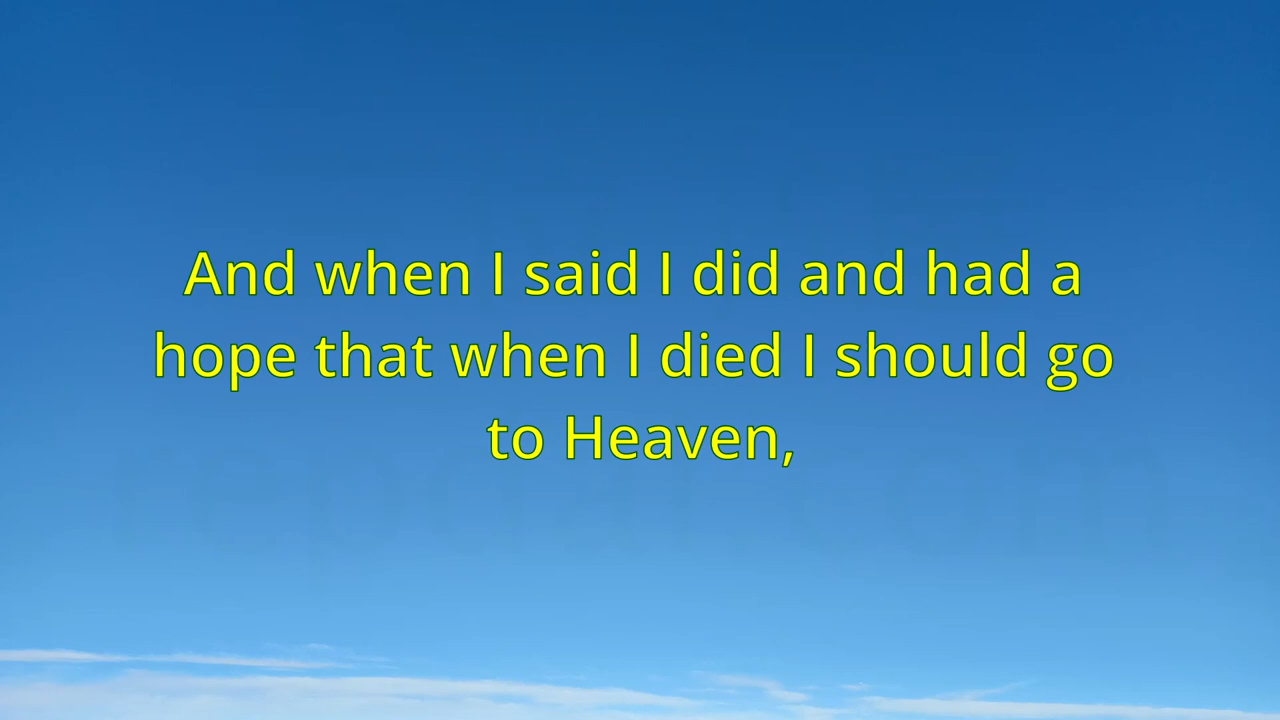 And when I said I did and had a
hope that when I died I should go
to Heaven,